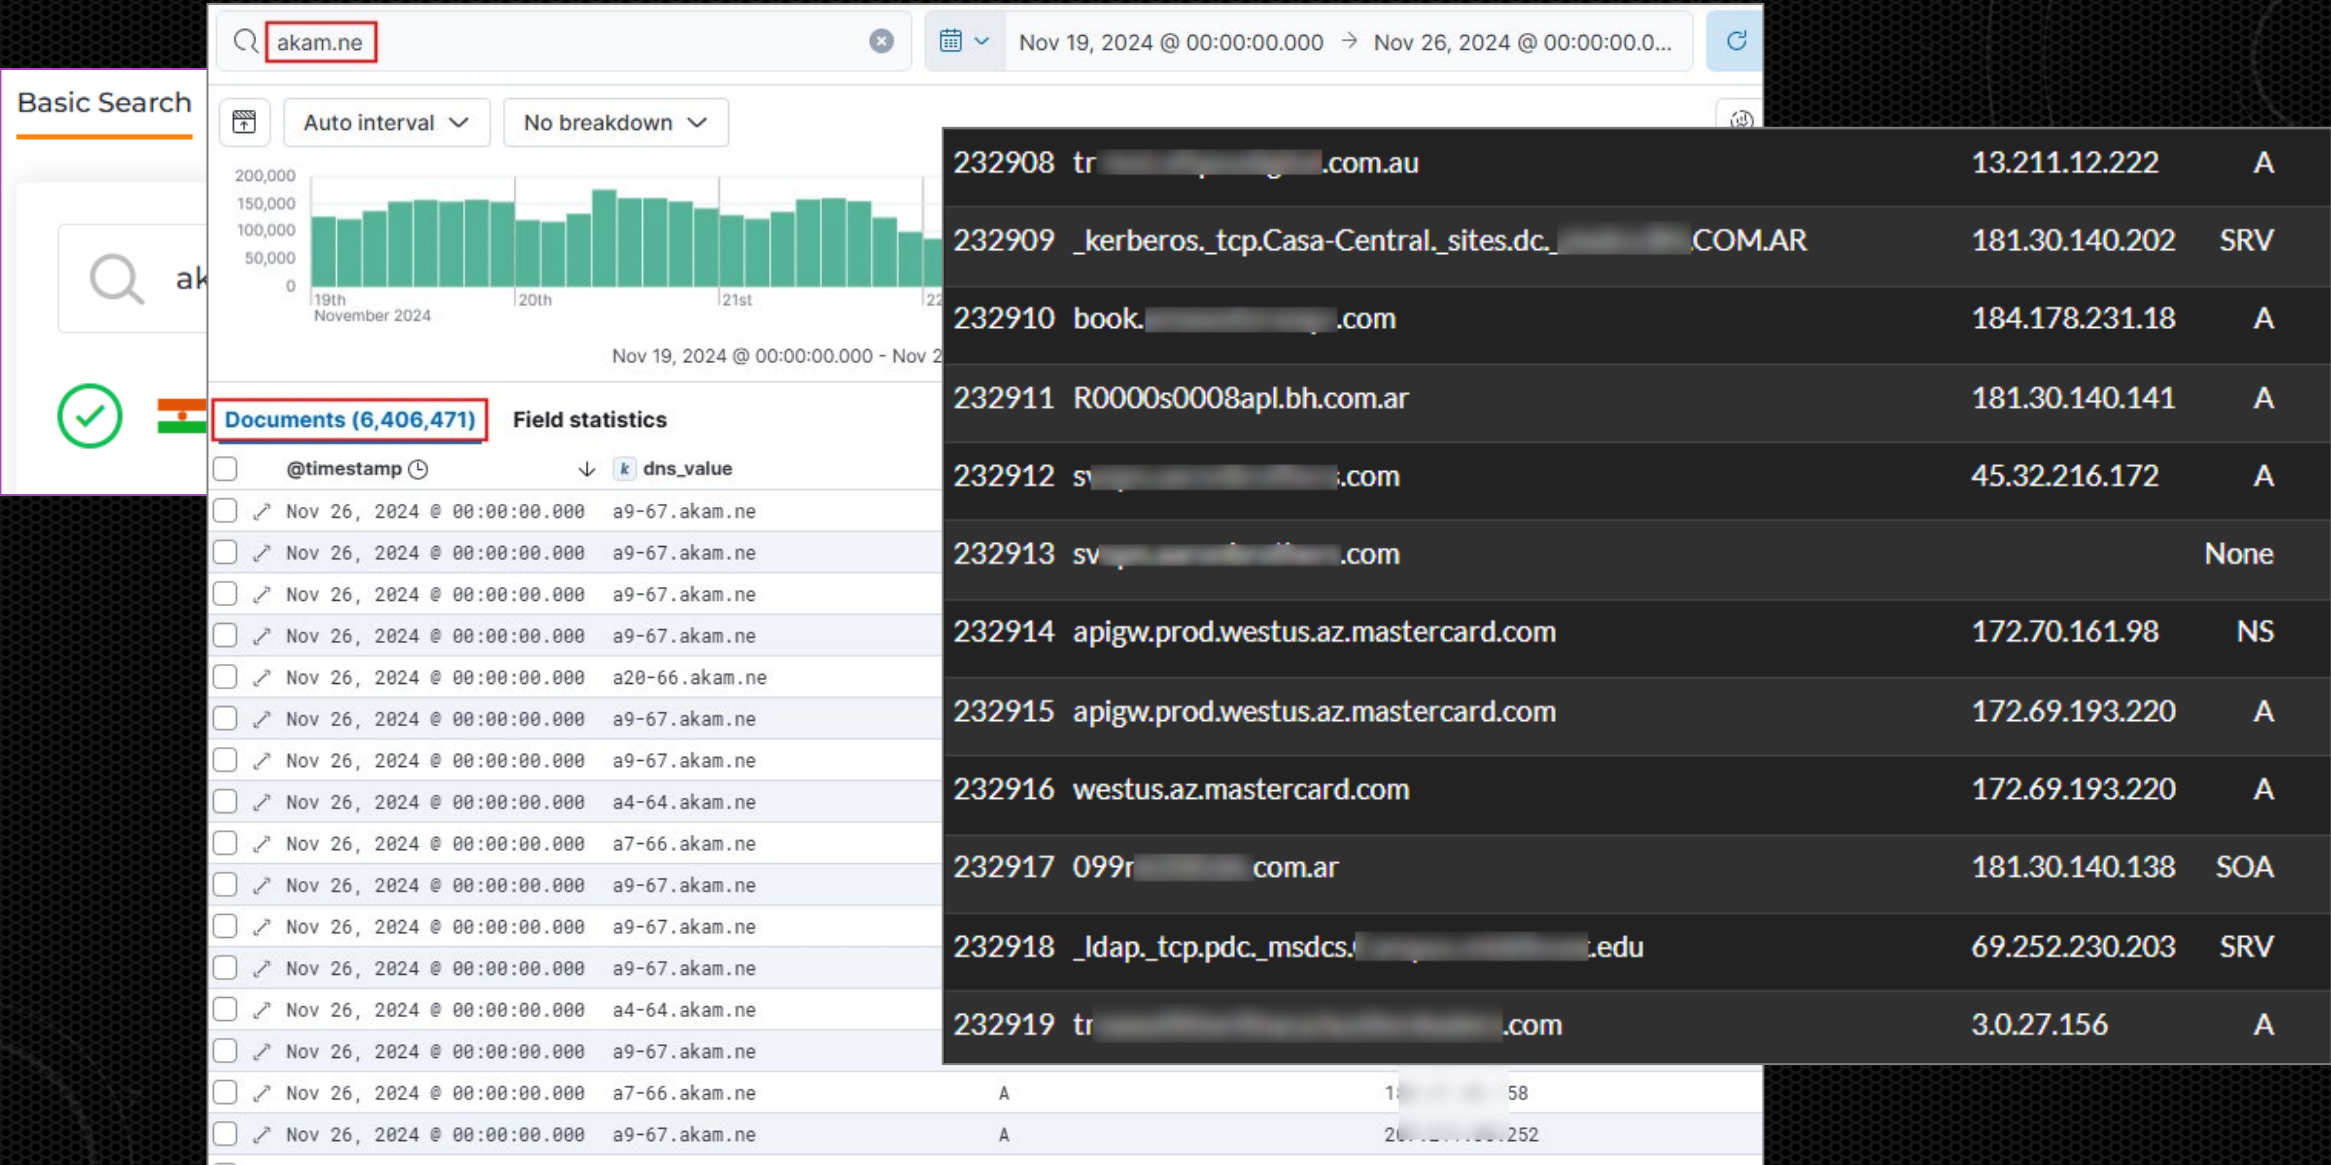 akam.ne
Nov 19, 2024 @ 00:00:00.000 → Nov 26, 2024 @ 00:00:00.0...
Basic Search
Auto interval
No breakdown
ak
200,000
150,000
100,000
50,000
0
19th
20th
21st
22
November 2024
Nov 19, 2024 @ 00:00:00.000 - Nov 2
Documents (6,406,471)
Field statistics
@timestamp
k dns_value
Nov 26, 2024 @ 00:00:00.000 a9-67.akam.ne
Nov 26, 2024 @ 00:00:00.000 a9-67.akam.ne
Nov 26, 2024 @ 00:00:00.000 a9-67.akam.ne
Nov 26, 2024 @ 00:00:00.000 a9-67.akam.ne
Nov 26, 2024 @ 00:00:00.000 a20-66.akam.ne
Nov 26, 2024 @ 00:00:00.000 a9-67.akam.ne
Nov 26, 2024 @ 00:00:00.000 a9-67.akam.ne
Nov 26, 2024 @ 00:00:00.000 a4-64.akam.ne
Nov 26, 2024 @ 00:00:00.000 a7-66.akam.ne
Nov 26, 2024 @ 00:00:00.000 a9-67.akam.ne
Nov 26, 2024 @ 00:00:00.000 a9-67.akam.ne
Nov 26, 2024 @ 00:00:00.000 a9-67.akam.ne
Nov 26, 2024 @ 00:00:00.000 a4-64.akam.ne
Nov 26, 2024 @ 00:00:00.000 a9-67.akam.ne
Nov 26, 2024 @ 00:00:00.000 a7-66.akam.ne A 58
Nov 26, 2024 @ 00:00:00.000 a9-67.akam.ne A 252
232908 tr .com.au 13.211.12.222 A
232909 _kerberos._tcp.Casa-Central._sites.dc._ .COM.AR 181.30.140.202 SRV
232910 book. .com 184.178.231.18 A
232911 R0000s0008apl.bh.com.ar 181.30.140.141 A
232912 .com 45.32.216.172 A
232913 sv .com None
232914 apigw.prod.westus.az.mastercard.com 172.70.161.98 NS
232915 apigw.prod.westus.az.mastercard.com 172.69.193.220 A
232916 westus.az.mastercard.com 172.69.193.220 A
232917 099r com.ar 181.30.140.138 SOA
232918 _ldap._tcp.pdc._msdcs. .edu 69.252.230.203 SRV
232919 tr .com 3.0.27.156 A